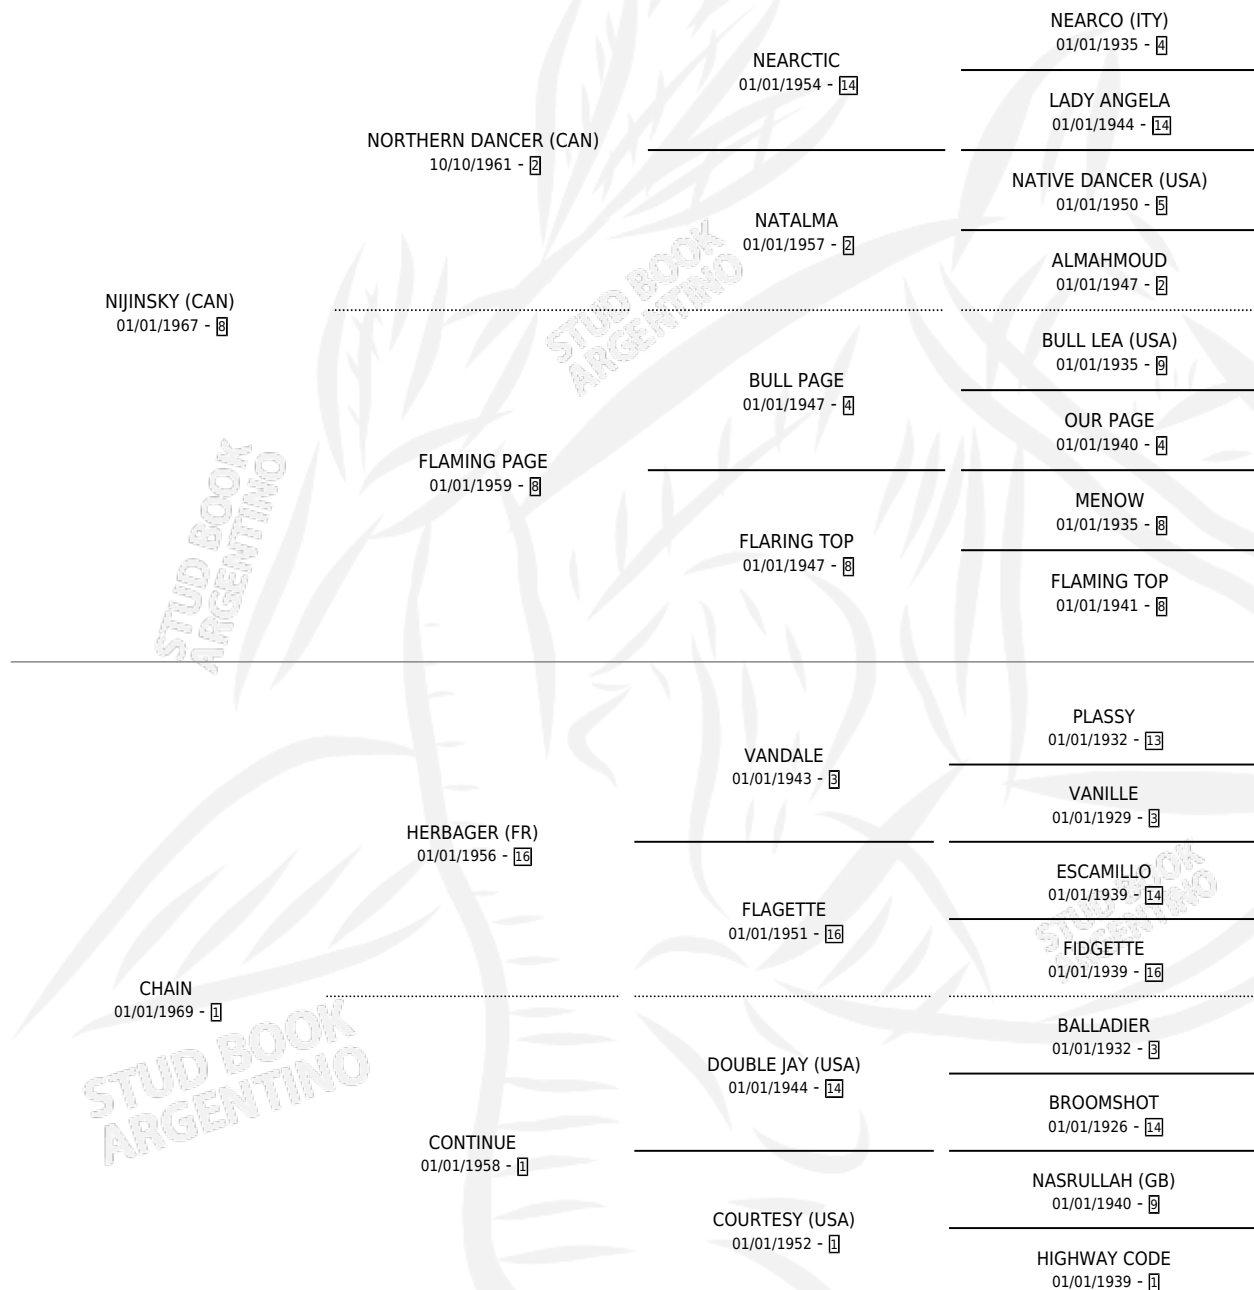 NEARCO (ITY)
01/01/1935 - 4
NEARCTIC
01/01/1954 - 14
LADY ANGELA
01/01/1944 - 14
NORTHERN DANCER (CAN)
10/10/1961 - 2
NATIVE DANCER (USA)
01/01/1950 - 5
NATALMA
01/01/1957 - 2
ALMAHMOUD
01/01/1947 - 2
STUD BOOK
ARGENTINO
NIJINSKY (CAN)
01/01/1967 - 8
BULL LEA (USA)
01/01/1935 - 9
BULL PAGE
01/01/1947 - 4
OUR PAGE
01/01/1940 - 4
FLAMING PAGE
01/01/1959 - 8
MENOW
01/01/1935 - 8
FLARING TOP
01/01/1947 - 8
FLAMING TOP
01/01/1941 - 8
STUD BOOK
ARGENTINO
PLASSY
01/01/1932 - 13
VANDALE
01/01/1943 - 3
VANILLE
01/01/1929 - 3
HERBAGER (FR)
01/01/1956 - 16
ESCAMILLO
01/01/1939 - 14
FLAGETTE
01/01/1951 - 16
FIDGETTE
01/01/1939 - 16
STUD BOOK
ARGENTINO
CHAIN
01/01/1969 - 1
BALLADIER
01/01/1932 - 3
DOUBLE JAY (USA)
01/01/1944 - 14
BROOMSHOT
01/01/1926 - 14
STUD BOOK
ARGENTINO
CONTINUE
01/01/1958 - 1
NASRULLAH (GB)
01/01/1940 - 9
COURTESY (USA)
01/01/1952 - 1
HIGHWAY CODE
01/01/1939 - 1